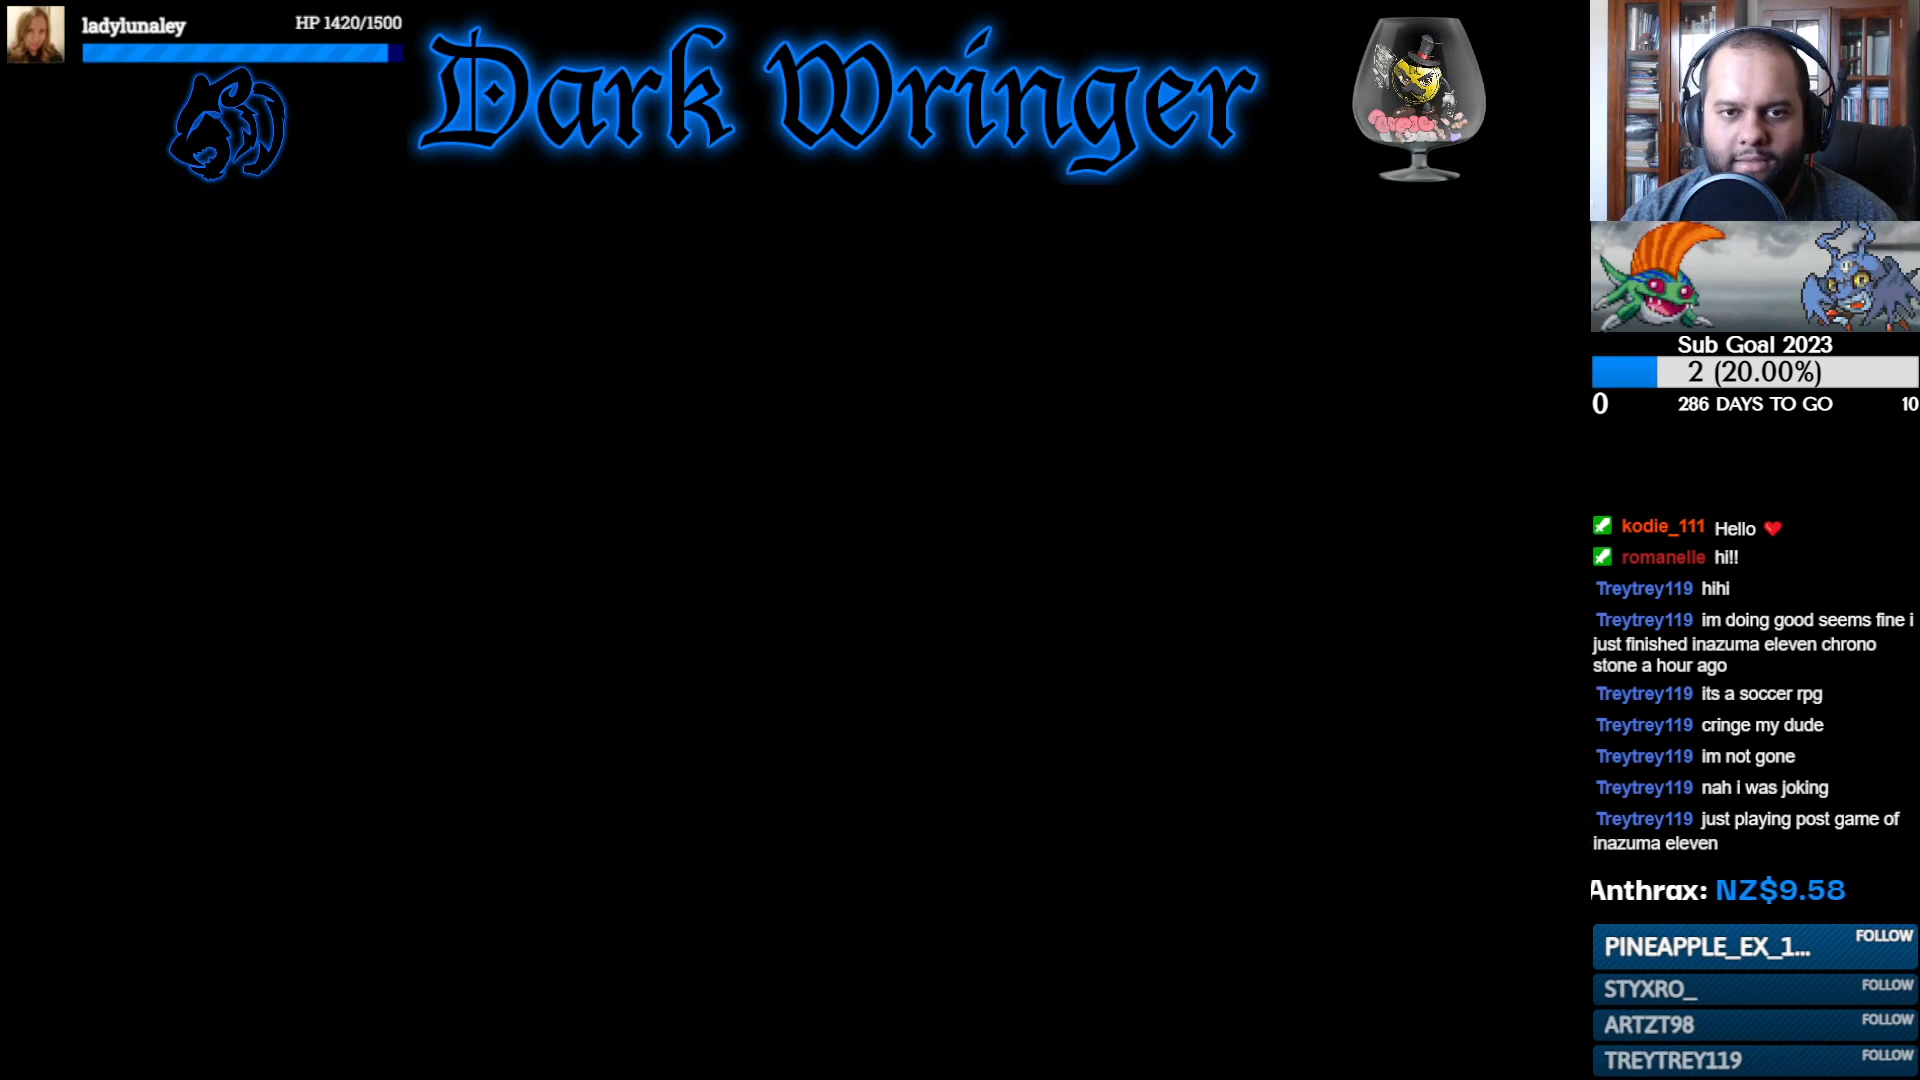 ladylunaley
HP 1420/1500
Dark Wringer
Sub Goal 2023
2 (20.00%)
0
286 DAYS TO GO
10
kodie_111 Hello
romanelle hi!!
Treytrey119 hihi
Treytrey119 im doing good seems fine i
just finished inazuma eleven chrono
stone a hour ago
Treytrey119 its a soccer rpg
Treytrey119 cringe my dude
Treytrey119 im not gone
Treytrey119 nah i was joking
Treytrey119 just playing post game of
inazuma eleven
Anthrax: NZ$9.58
PINEAPPLE_EX_1... FOLLOW
STYXRO_ FOLLOW
ARTZT98 FOLLOW
TREYTREY119 FOLLOW